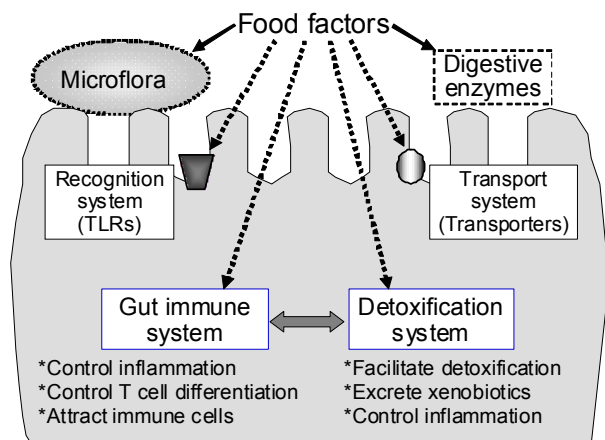 Food factors
Microflora
Digestive
enzymes
Recognition
system
(TLRs)
Transport
system
(Transporters)
Gut immune
system
Detoxification
system
*Control inflammation
*Control T cell differentiation
*Attract immune cells
*Facilitate detoxification
*Excrete xenobiotics
*Control inflammation